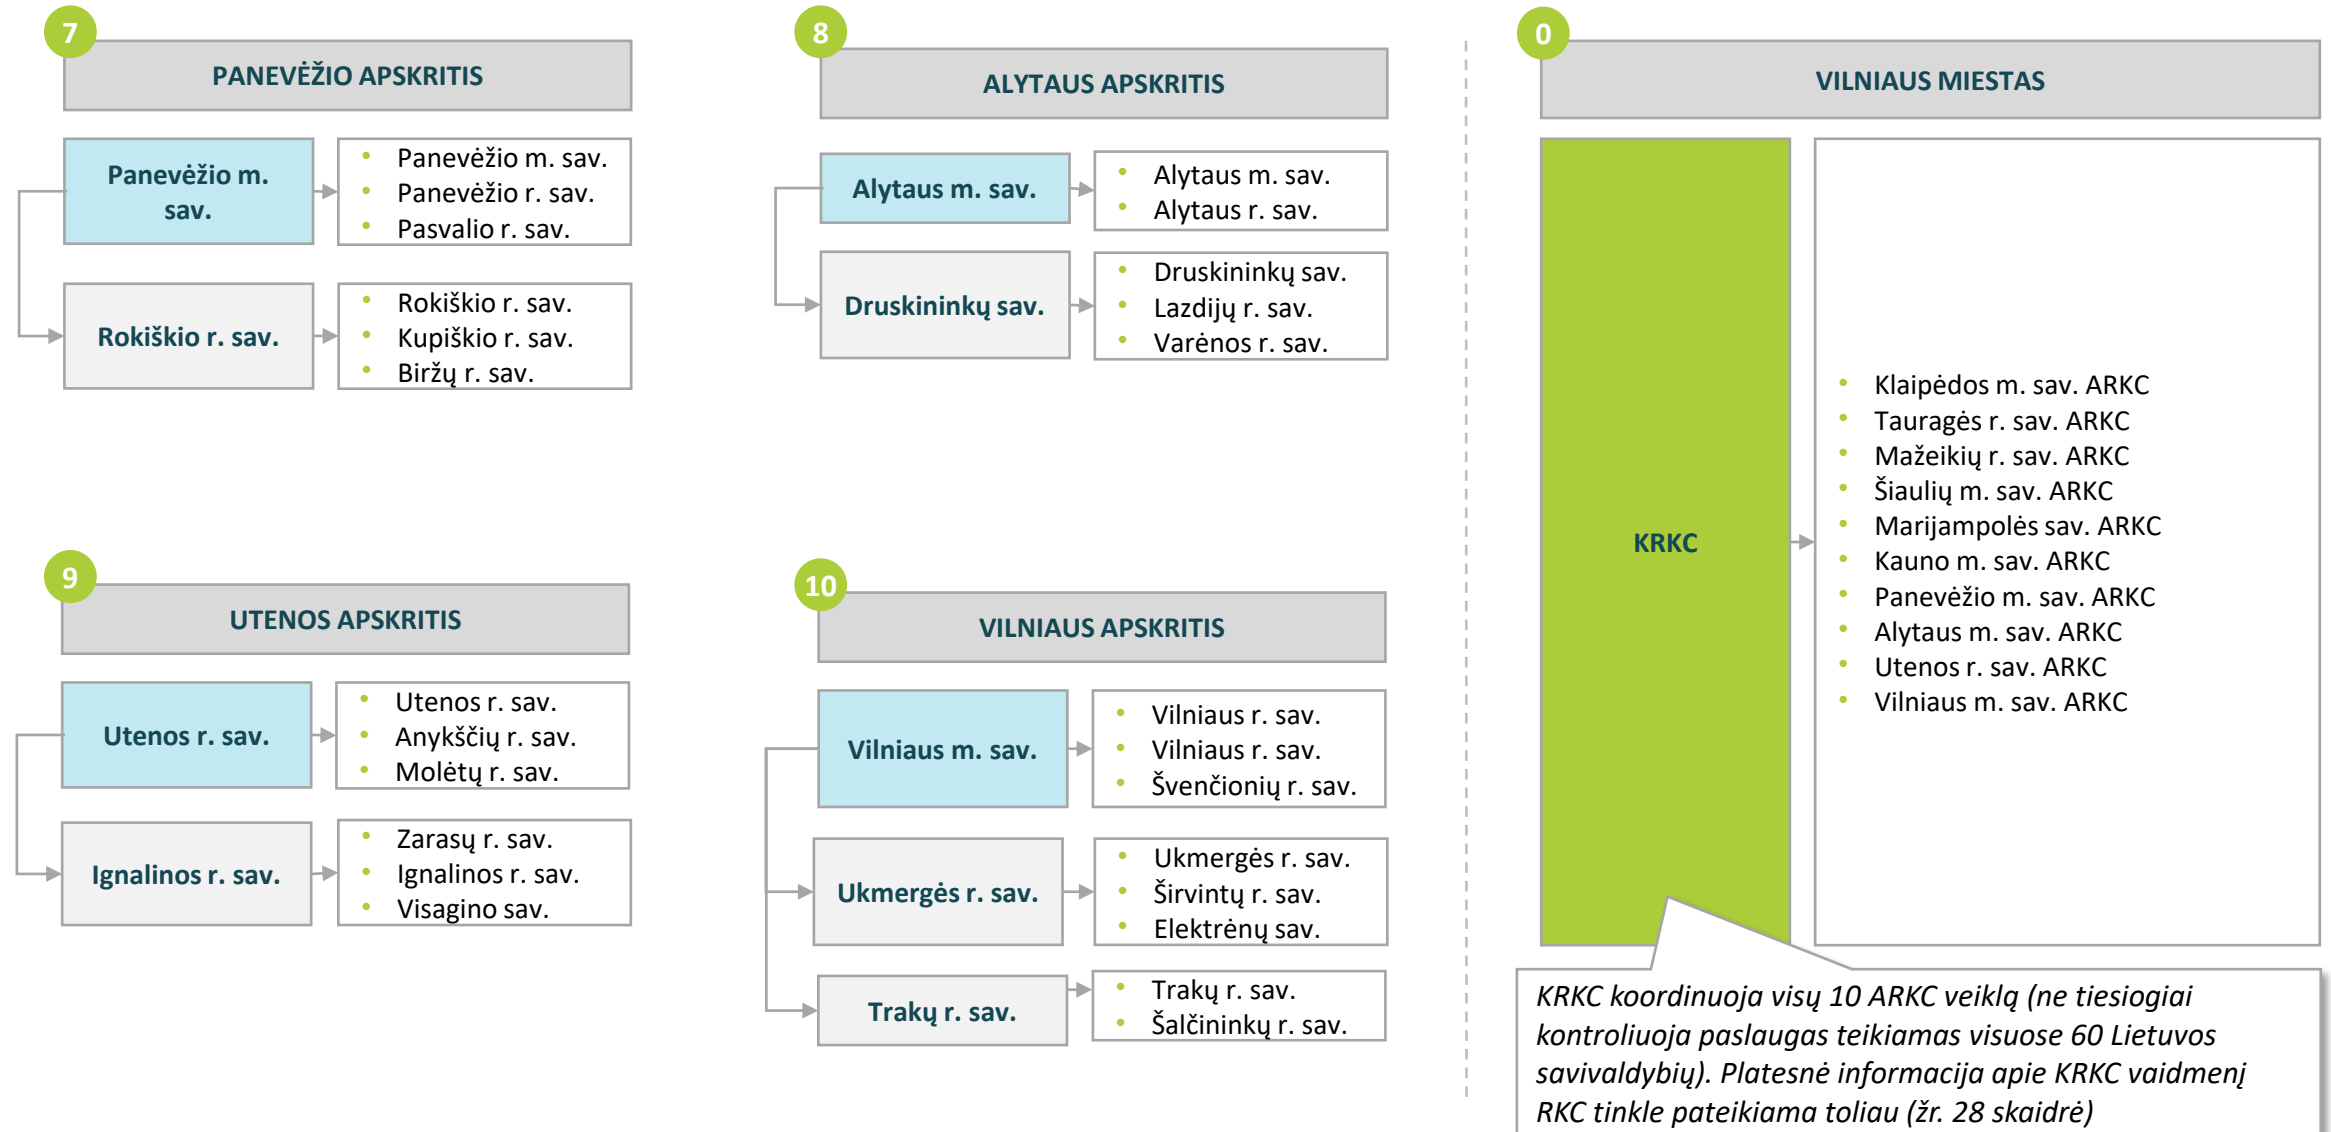 7
PANEVĖŽIO APSKRITIS
Panevėžio m.
sav.
• Panevėžio m. sav.
• Panevėžio r. sav.
• Pasvalio r. sav.
Rokiškio r. sav.
• Rokiškio r. sav.
• Kupiškio r. sav.
• Biržų r. sav.
8
ALYTAUS APSKRITIS
Alytaus m. sav.
• Alytaus m. sav.
• Alytaus r. sav.
Druskininkų sav.
• Druskininkų sav.
• Lazdijų r. sav.
• Varėnos r. sav.
9
UTENOS APSKRITIS
Utenos r. sav.
• Utenos r. sav.
• Anykščių r. sav.
• Molėtų r. sav.
Ignalinos r. sav.
• Zarasų r. sav.
• Ignalinos r. sav.
• Visagino sav.
10
VILNIAUS APSKRITIS
Vilniaus m. sav.
• Vilniaus r. sav.
• Vilniaus r. sav.
• Švenčionių r. sav.
Ukmergės r. sav.
• Ukmergės r. sav.
• Širvintų r. sav.
• Elektrėnų sav.
Trakų r. sav.
• Trakų r. sav.
• Šalčininkų r. sav.
0
VILNIAUS MIESTAS
KRKC
• Klaipėdos m. sav. ARKC
• Tauragės r. sav. ARKC
• Mažeikių r. sav. ARKC
• Šiaulių m. sav. ARKC
• Marijampolės sav. ARKC
• Kauno m. sav. ARKC
• Panevėžio m. sav. ARKC
• Alytaus m. sav. ARKC
• Utenos r. sav. ARKC
• Vilniaus m. sav. ARKC
KRKC koordinuoja visų 10 ARKC veiklą (ne tiesiogiai
kontroliuoja paslaugas teikiamas visuose 60 Lietuvos
savivaldybių). Platesnė informacija apie KRKC vaidmenį
RKC tinkle pateikiama toliau (žr. 28 skaidrė)